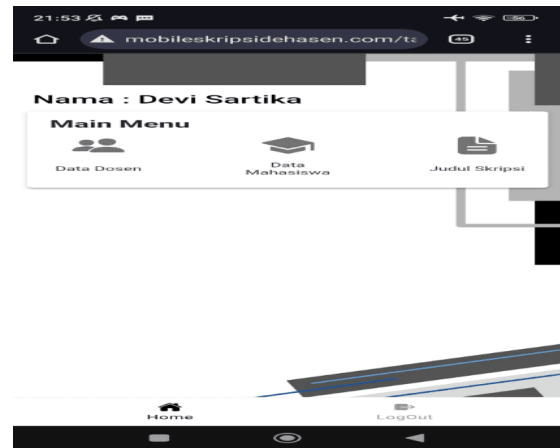 21:53
mobileskripsidehasen.com/ta
45
56
Nama : Devi Sartika
Main Menu
Data Dosen
Data
Mahasiswa
Judul Skripsi
Home
LogOut